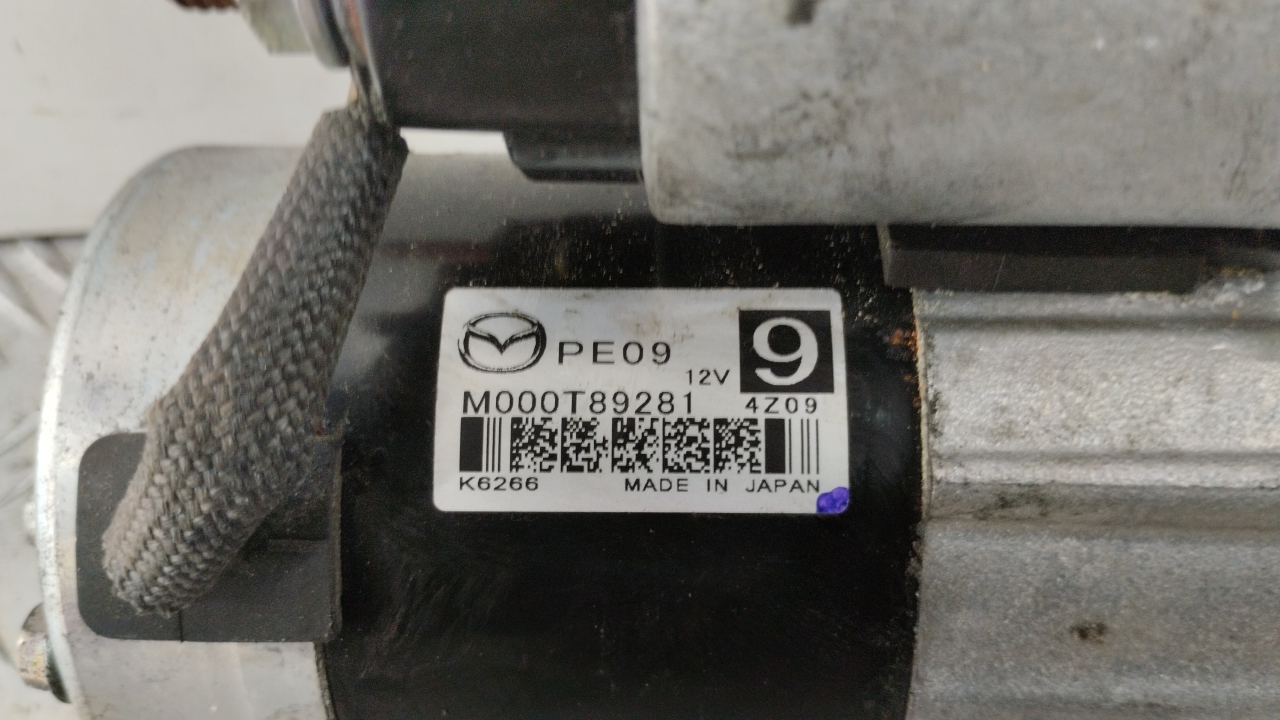 PE09
12V
9
M000T89281
4Z09
K6266
MADE IN JAPAN